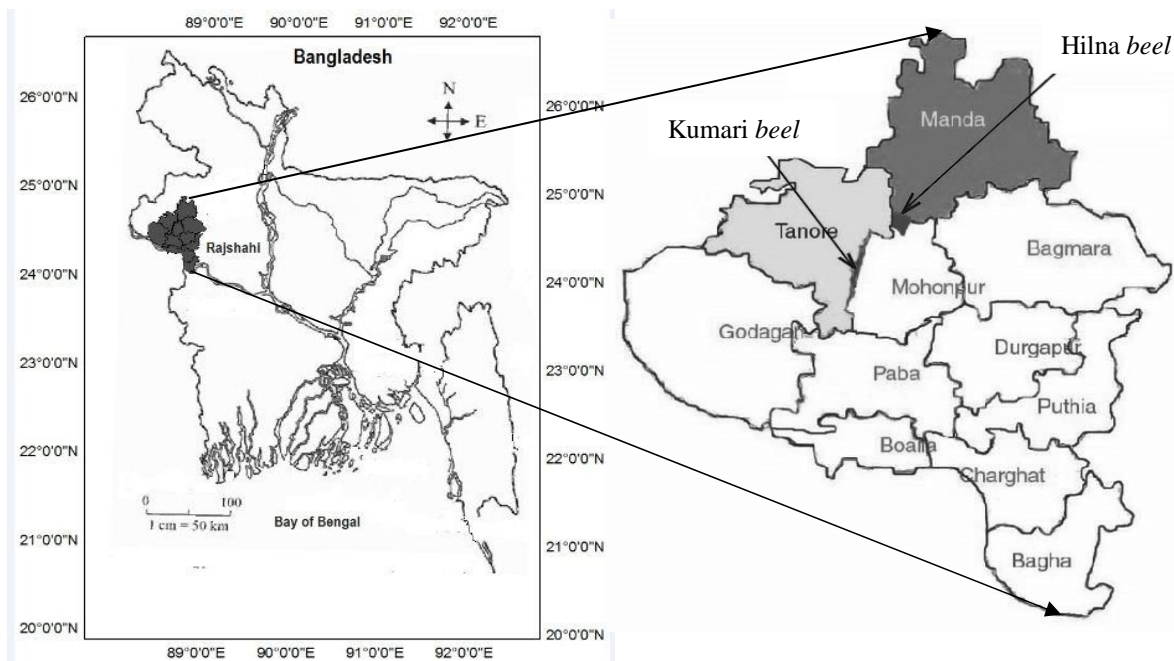 89°0'0"E 90°0'0"E 91°0'0"E 92°0'0"E
Bangladesh
N
E
26°0'0"N
25°0'0"N
24°0'0"N
23°0'0"N
22°0'0"N
21°0'0"N
20°0'0"N
Rajshahi
0 100
1 cm = 50 km
Bay of Bengal
26°0'0"N
25°0'0"N
24°0'0"N
23°0'0"N
22°0'0"N
21°0'0"N
20°0'0"N
89°0'0"E 90°0'0"E 91°0'0"E 92°0'0"E
Hilna beel
Kumari beel
Manda
Tanore
Bagmara
Mohonpur
Godagari
Durgapur
Paba
Puthia
Boalia
Charghat
Bagha